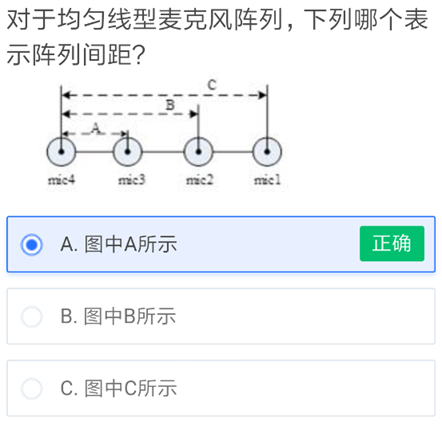 对于均匀线型麦克风阵列，下列哪个表
示阵列间距？
C
B
A
mic4 mic3 mic2 mic1
A. 图中A所示 正确
B. 图中B所示
C. 图中C所示